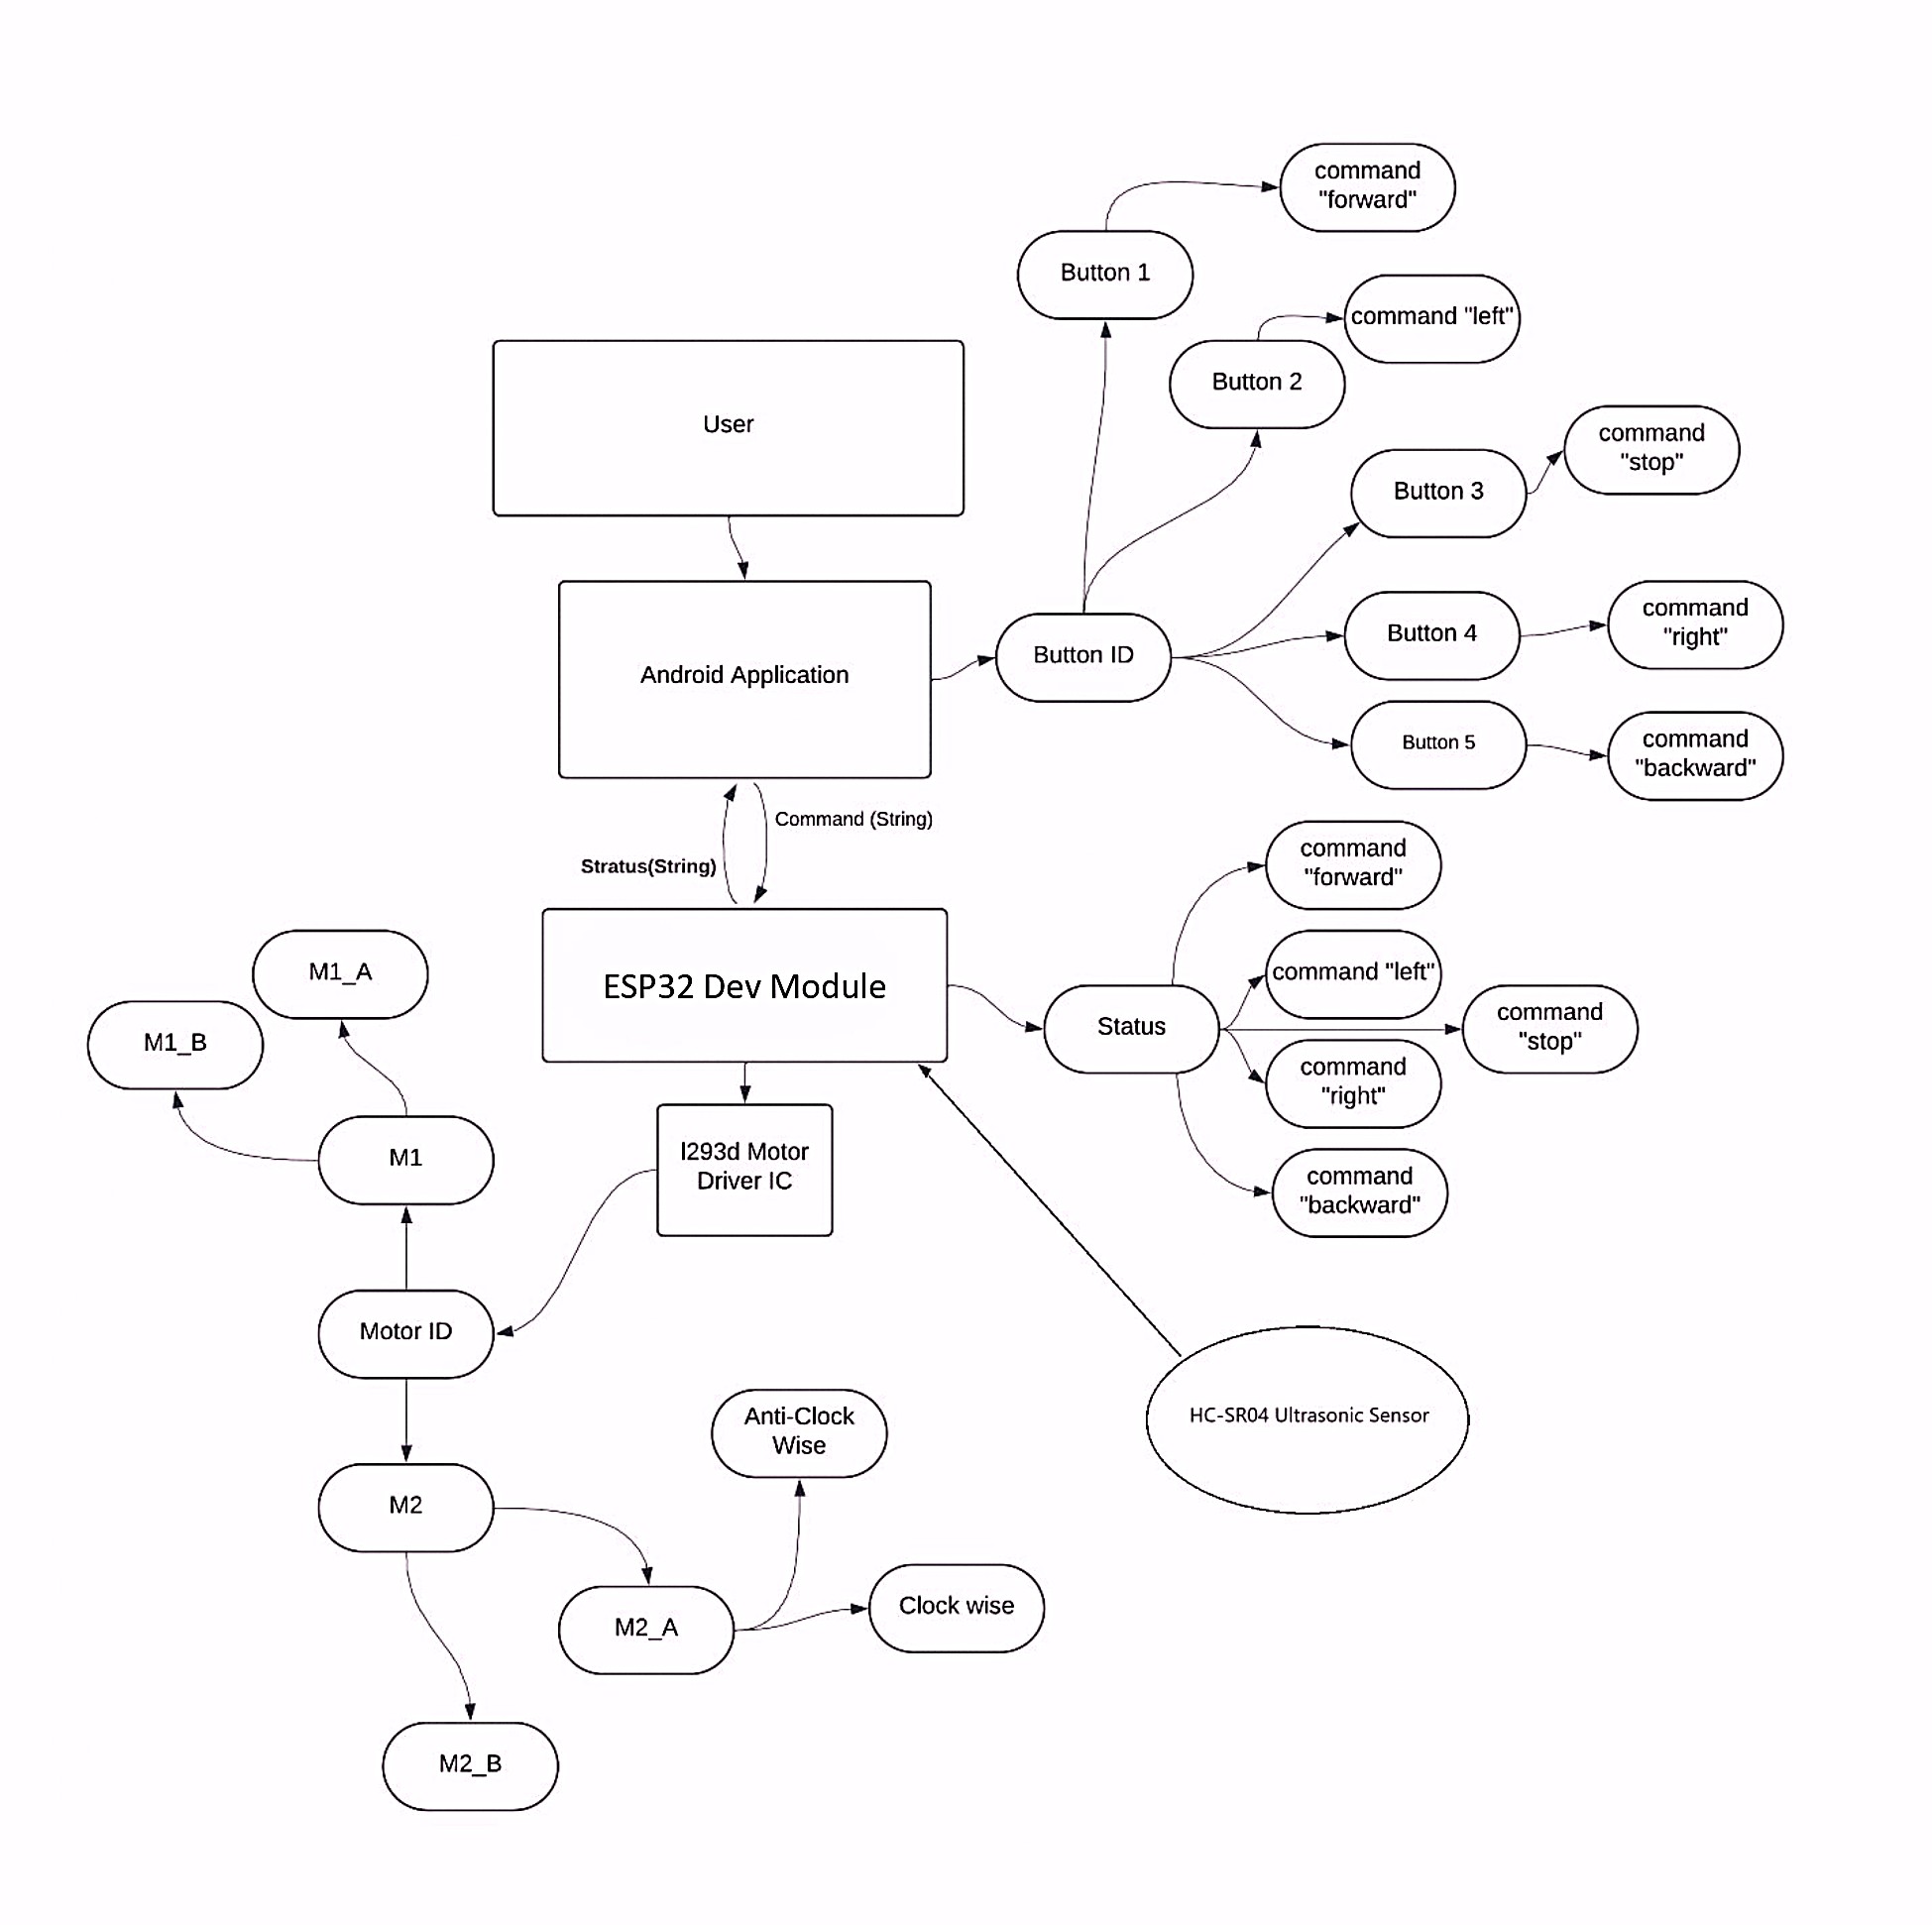 command
"forward"
Button 1
command "left"
Button 2
User
command
"stop"
Button 3
command
"right"
Button 4
Button ID
Android Application
command
"backward"
Button 5
Command (String)
Stratus(String)
command
"forward"
M1_A
command "left"
ESP32 Dev Module
command
"stop"
Status
M1_B
command
"right"
l293d Motor
Driver IC
M1
command
"backward"
Motor ID
HC-SR04 Ultrasonic Sensor
Anti-Clock
Wise
M2
Clock wise
M2_A
M2_B